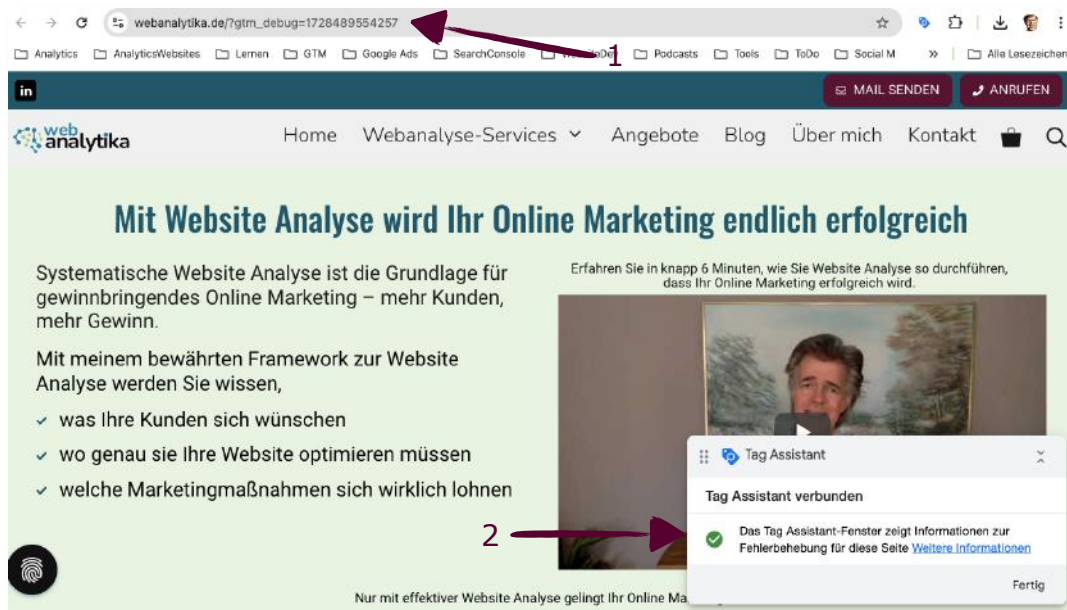 webanalytika.de/?gtm_debug=1728489554257
Analytics AnalyticsWebsites Lernen GTM Google Ads SearchConsole Podcasts Tools ToDo Social M » Alle Lesezeichen
1
in MAIL SENDEN ANRUFEN
web
analytika
Home Webanalyse-Services Angebote Blog Über mich Kontakt
Mit Website Analyse wird Ihr Online Marketing endlich erfolgreich
Systematische Website Analyse ist die Grundlage für
gewinnbringendes Online Marketing – mehr Kunden,
mehr Gewinn.
Mit meinem bewährten Framework zur Website
Analyse werden Sie wissen,
was Ihre Kunden sich wünschen
wo genau sie Ihre Website optimieren müssen
welche Marketingmaßnahmen sich wirklich lohnen
Erfahren Sie in knapp 6 Minuten, wie Sie Website Analyse so durchführen,
dass Ihr Online Marketing erfolgreich wird.
Tag Assistant
Tag Assistant verbunden
2
Das Tag Assistant-Fenster zeigt Informationen zur
Fehlerbehebung für diese Seite Weitere Informationen
Fertig
Nur mit effektiver Website Analyse gelingt Ihr Online Ma